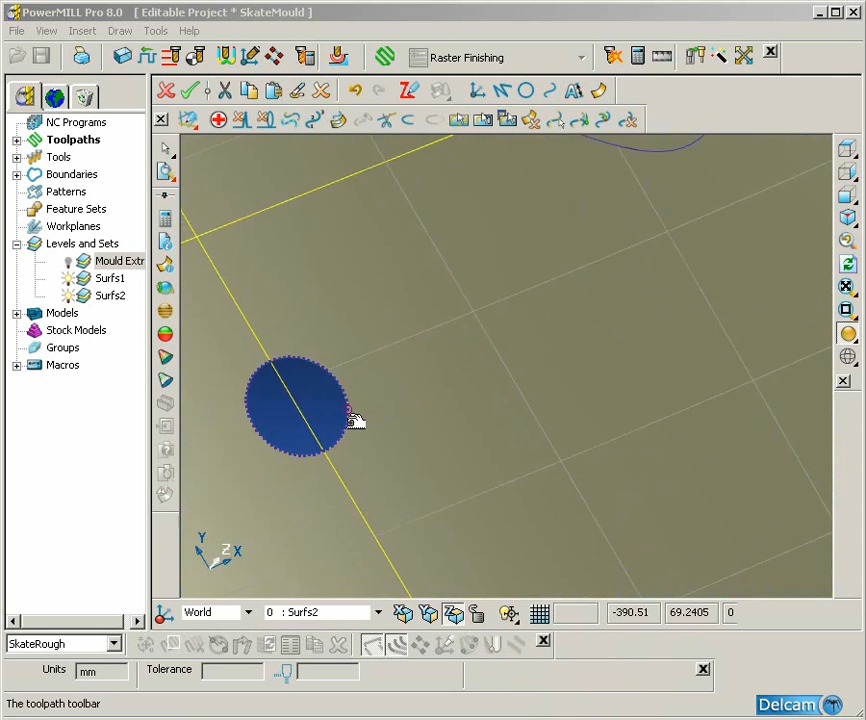 PowerMILL Pro 8.0 [ Editable Project * SkateMould ]
File View Insert Draw Tools Help
Raster Finishing
NC Programs
Toolpaths
Tools
Boundaries
Patterns
Feature Sets
Workplanes
Levels and Sets
Mould Extr
Surfs1
Surfs2
Models
Stock Models
Groups
Macros
Y
Z
X
World
0 : Surfs2
-390.51
69.2405
0
SkateRough
Units
mm
Tolerance
The toolpath toolbar
Delcam